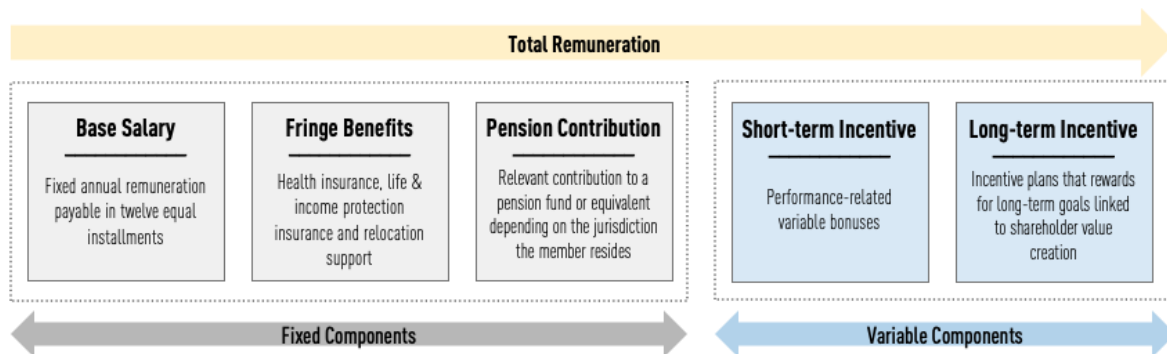 Total Remuneration
Base Salary
Fixed annual remuneration
payable in twelve equal
installments
Fringe Benefits
Health insurance, life &
income protection
insurance and relocation
support
Pension Contribution
Relevant contribution to a
pension fund or equivalent
depending on the jurisdiction
the member resides
Short-term Incentive
Performance-related
variable bonuses
Long-term Incentive
Incentive plans that rewards
for long-term goals linked
to shareholder value
creation
Fixed Components
Variable Components